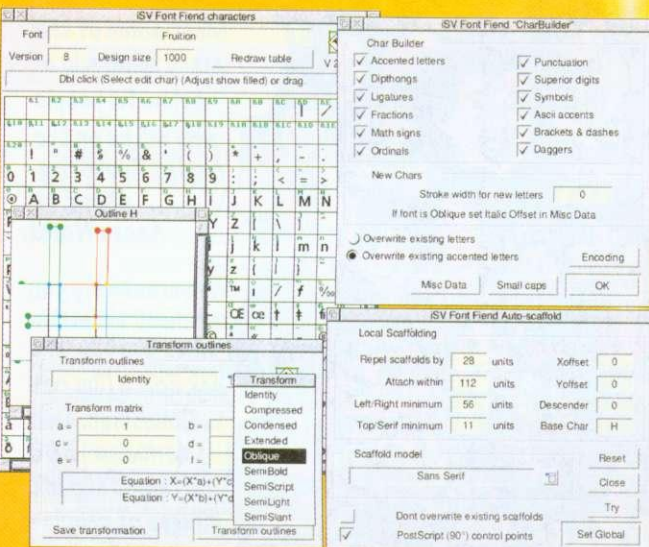 iSV Font Fiend characters
Font Fruition
Version 8 Design size 1000 Redraw table
V 2
Dbl click (Select edit char) (Adjust show filled) or drag.
! " # $ % & ' ( ) * + , - .
0 1 2 3 4 5 6 7 8 9 : ; < = >
@ A B C D E F G H I J K L M N
Y Z [ \ ]
j k l m n
y z { | }
™ / f ‰
Œ œ † ‡ fi
Outline H
Transform outlines
Transform outlines
Identity
Transform
Identity
Compressed
Condensed
Extended
Oblique
SemiBold
SemiScript
SemiLight
SemiSlant
Transform matrix
a = 1 b =
c = 0 d =
e = 0 f =
Equation : X=(X*a)+(Y*c
Equation : Y=(X*b)+(Y*d
Save transformation Transform outlines
iSV Font Fiend "CharBuilder"
Char Builder
Accented letters Punctuation
Dipthongs Superior digits
Ligatures Symbols
Fractions Ascii accents
Math signs Brackets & dashes
Ordinals Daggers
New Chars
Stroke width for new letters 0
If font is Oblique set Italic Offset in Misc Data
Overwrite existing letters
Overwrite existing accented letters Encoding
Misc Data Small caps OK
iSV Font Fiend Auto-scaffold
Local Scaffolding
Repel scaffolds by 28 units Xoffset 0
Attach within 112 units Yoffset 0
Left/Right minimum 56 units Descender 0
Top/Serif minimum 11 units Base Char H
Scaffold model Reset
Sans Serif
Close
Try
Dont overwrite existing scaffolds
PostScript (90°) control points Set Global